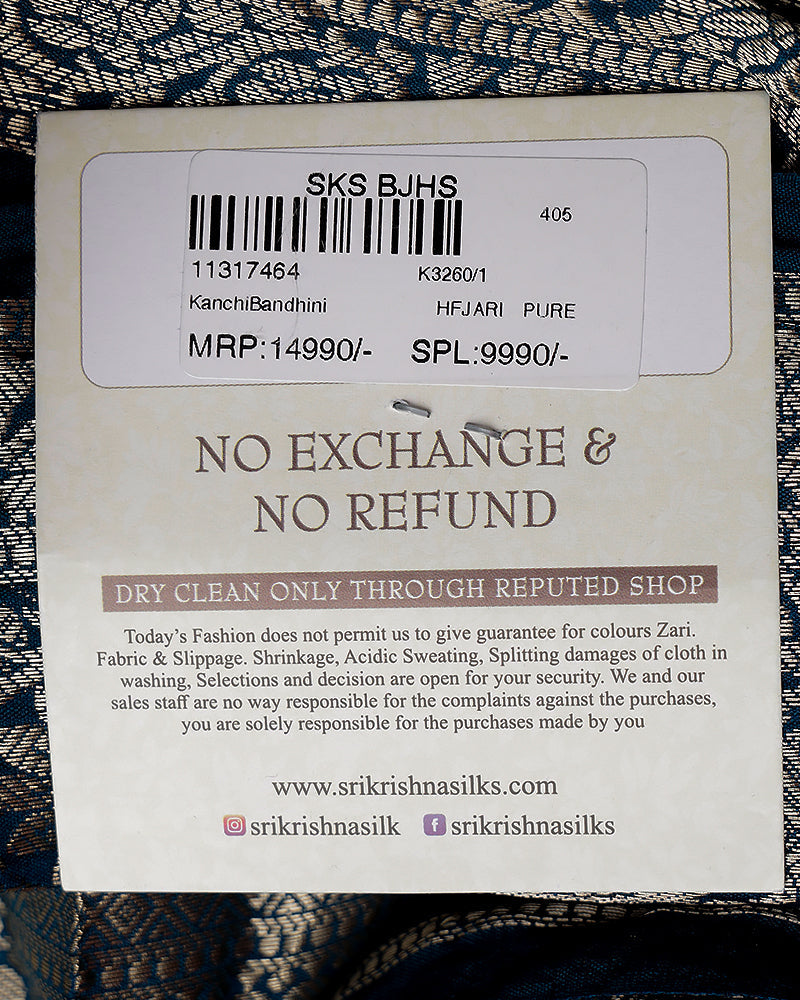 SKS BJHS
405
11317464 K3260/1
KanchiBandhini HFJARI PURE
MRP:14990/- SPL:9990/-
NO EXCHANGE &
NO REFUND
DRY CLEAN ONLY THROUGH REPUTED SHOP
Today's Fashion does not permit us to give guarantee for colours Zari.
Fabric & Slippage. Shrinkage, Acidic Sweating, Splitting damages of cloth in
washing, Selections and decision are open for your security. We and our
sales staff are no way responsible for the complaints against the purchases,
you are solely responsible for the purchases made by you
www.srikrishnasilks.com
srikrishnasilk srikrishnasilks